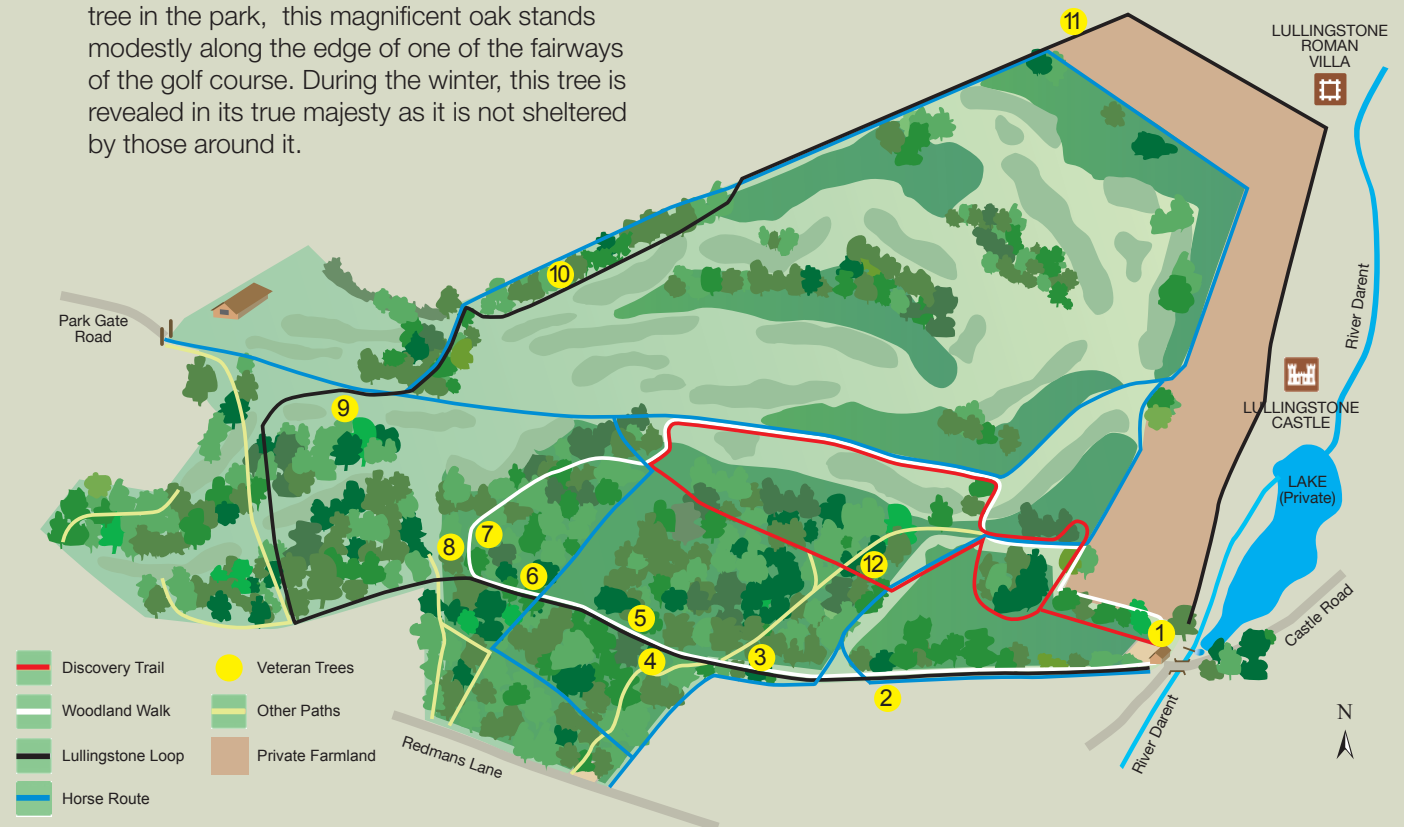 tree in the park, this magnificent oak stands
modestly along the edge of one of the fairways
of the golf course. During the winter, this tree is
revealed in its true majesty as it is not sheltered
by those around it.
11
LULLINGSTONE
ROMAN
VILLA
10
Park Gate
Road
River Darent
9
LULLINGSTONE
CASTLE
LAKE
(Private)
7
8
6
12
5
4
3
2
1
Castle Road
River Darent
Redmans Lane
N
Discovery Trail
Woodland Walk
Lullingstone Loop
Horse Route
Veteran Trees
Other Paths
Private Farmland